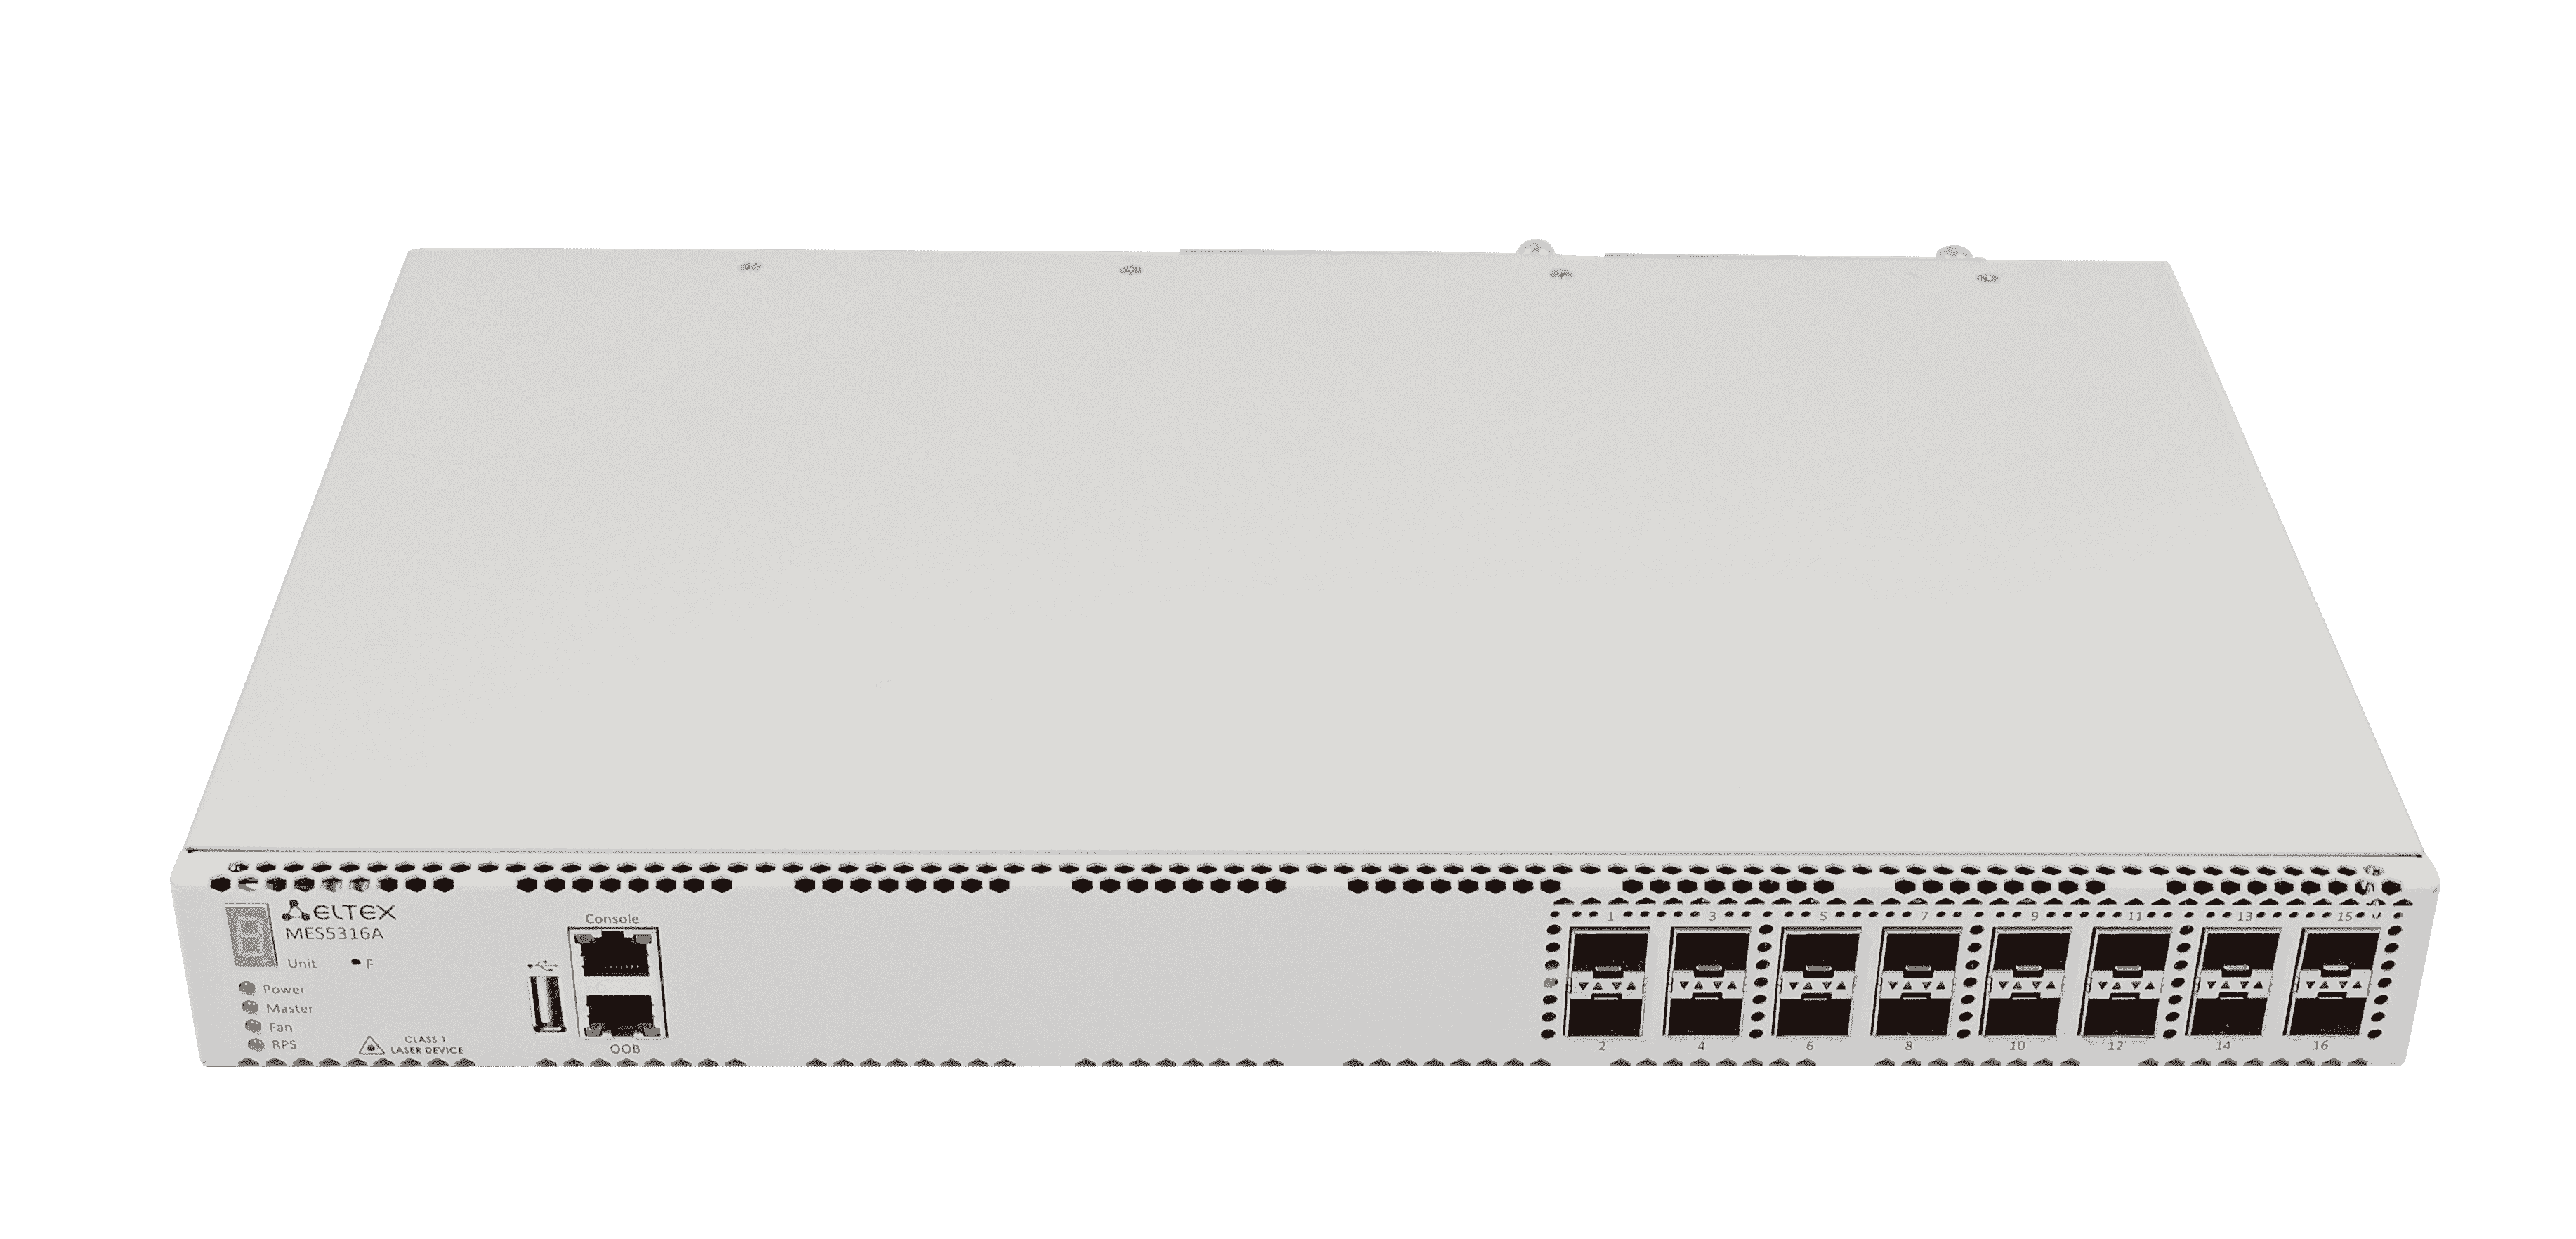 ELTEX
MES5316A
Unit F
Power
Master
Fan
RPS
CLASS 1
LASER DEVICE
Console
OOB
1 3 5 7 9 11 13 15
2 4 6 8 10 12 14 16